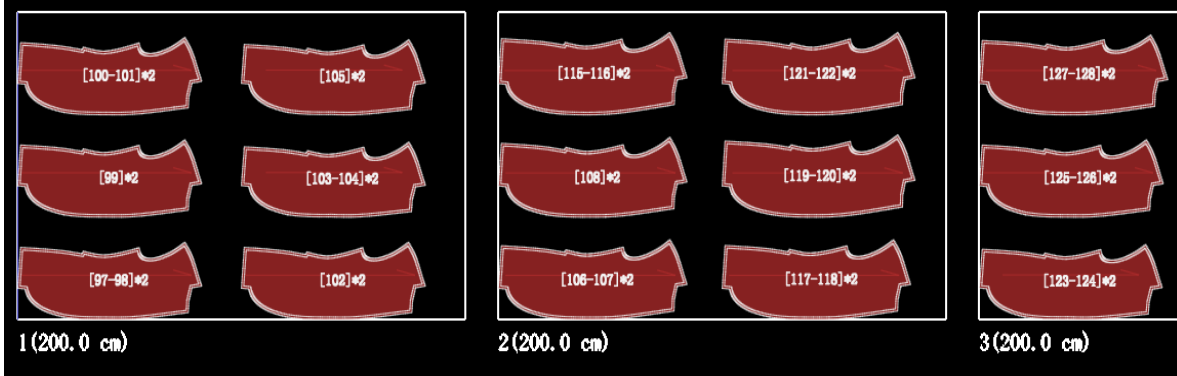 [100-101]*2 [105]*2 [115-116]*2 [121-122]*2 [127-128]*2
[99]*2 [103-104]*2 [108]*2 [119-120]*2 [125-126]*2
[97-98]*2 [102]*2 [106-107]*2 [117-118]*2 [123-124]*2
1(200.0 cm) 2(200.0 cm) 3(200.0 cm)